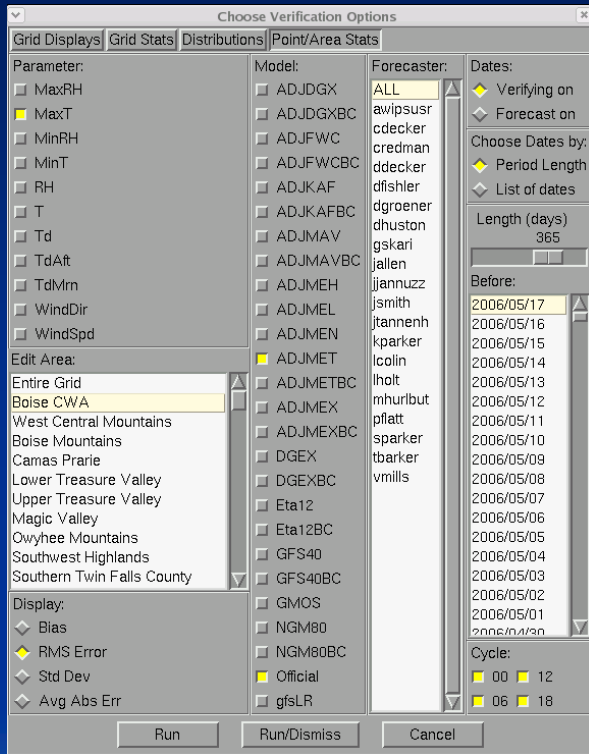 Choose Verification Options
Grid Displays Grid Stats Distributions Point/Area Stats
Parameter:
MaxRH
MaxT
MinRH
MinT
RH
T
Td
TdAft
TdMrn
WindDir
WindSpd
Edit Area:
Entire Grid
Boise CWA
West Central Mountains
Boise Mountains
Camas Prarie
Lower Treasure Valley
Upper Treasure Valley
Magic Valley
Owyhee Mountains
Southwest Highlands
Southern Twin Falls County
Display:
Bias
RMS Error
Std Dev
Avg Abs Err
Model:
ADJDGX
ADJDGXBC
ADJFWC
ADJFWCBC
ADJKAF
ADJKAFBC
ADJMAV
ADJMAVBC
ADJMEH
ADJMEL
ADJMEN
ADJMET
ADJMETBC
ADJMEX
ADJMEXBC
DGEX
DGEXBC
Eta12
Eta12BC
GFS40
GFS40BC
GMOS
NGM80
NGM80BC
Official
gfsLR
Forecaster:
ALL
awipsusr
cdecker
credman
ddecker
dfishler
dgroener
dhuston
gskari
jallen
jjannuzz
jsmith
jtannenh
kparker
lcolin
lholt
mhurlbut
pflatt
sparker
tbarker
vmills
Dates:
Verifying on
Forecast on
Choose Dates by:
Period Length
List of dates
Length (days)
365
Before:
2006/05/17
2006/05/16
2006/05/15
2006/05/14
2006/05/13
2006/05/12
2006/05/11
2006/05/10
2006/05/09
2006/05/08
2006/05/07
2006/05/06
2006/05/05
2006/05/04
2006/05/03
2006/05/02
2006/05/01
2006/04/30
Cycle:
00 12
06 18
Run Run/Dismiss Cancel